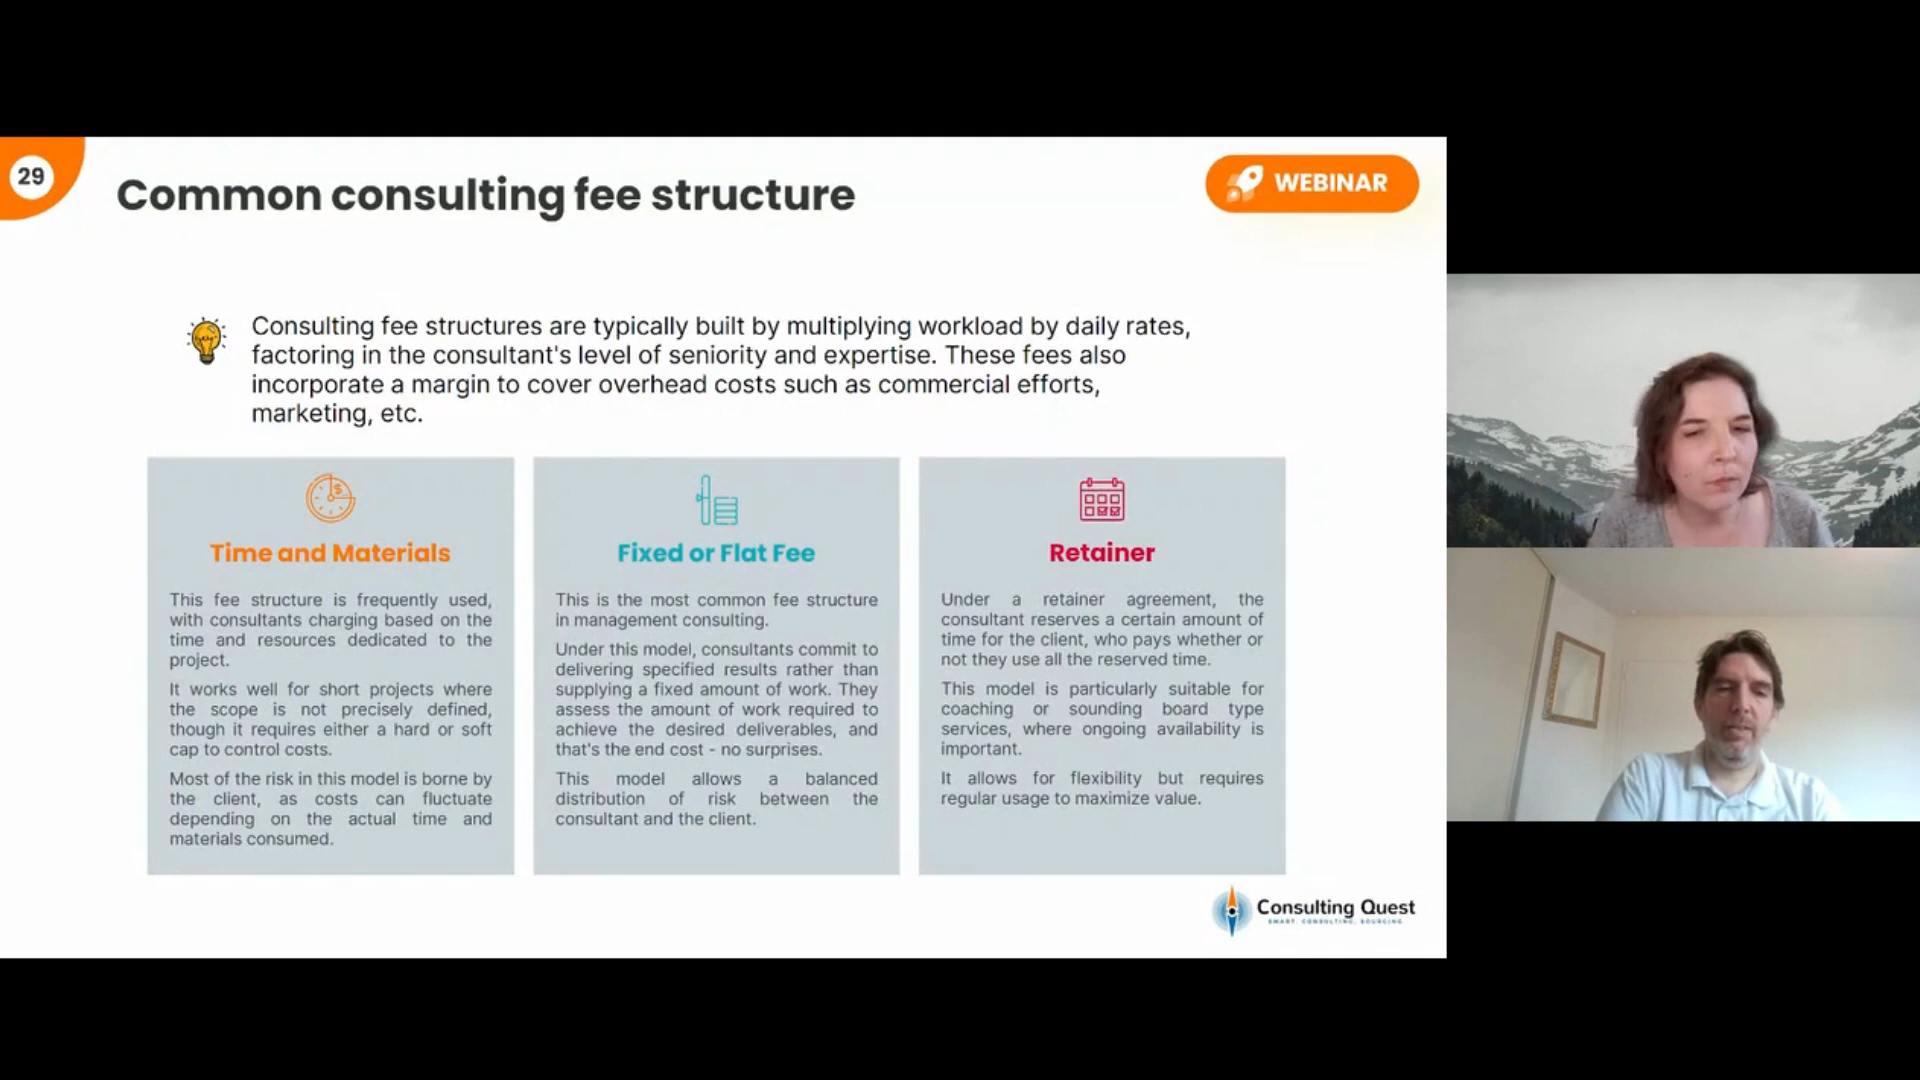 29
Common consulting fee structure
WEBINAR
Consulting fee structures are typically built by multiplying workload by daily rates,
factoring in the consultant's level of seniority and expertise. These fees also
incorporate a margin to cover overhead costs such as commercial efforts,
marketing, etc.
Time and Materials
This fee structure is frequently used,
with consultants charging based on the
time and resources dedicated to the
project.
It works well for short projects where
the scope is not precisely defined,
though it requires either a hard or soft
cap to control costs.
Most of the risk in this model is borne by
the client, as costs can fluctuate
depending on the actual time and
materials consumed.
Fixed or Flat Fee
This is the most common fee structure
in management consulting.
Under this model, consultants commit to
delivering specified results rather than
supplying a fixed amount of work. They
assess the amount of work required to
achieve the desired deliverables, and
that's the end cost - no surprises.
This model allows a balanced
distribution of risk between the
consultant and the client.
Retainer
Under a retainer agreement, the
consultant reserves a certain amount of
time for the client, who pays whether or
not they use all the reserved time.
This model is particularly suitable for
coaching or sounding board type
services, where ongoing availability is
important.
It allows for flexibility but requires
regular usage to maximize value.
Consulting Quest
SMART. CONSULTING. SOURCING